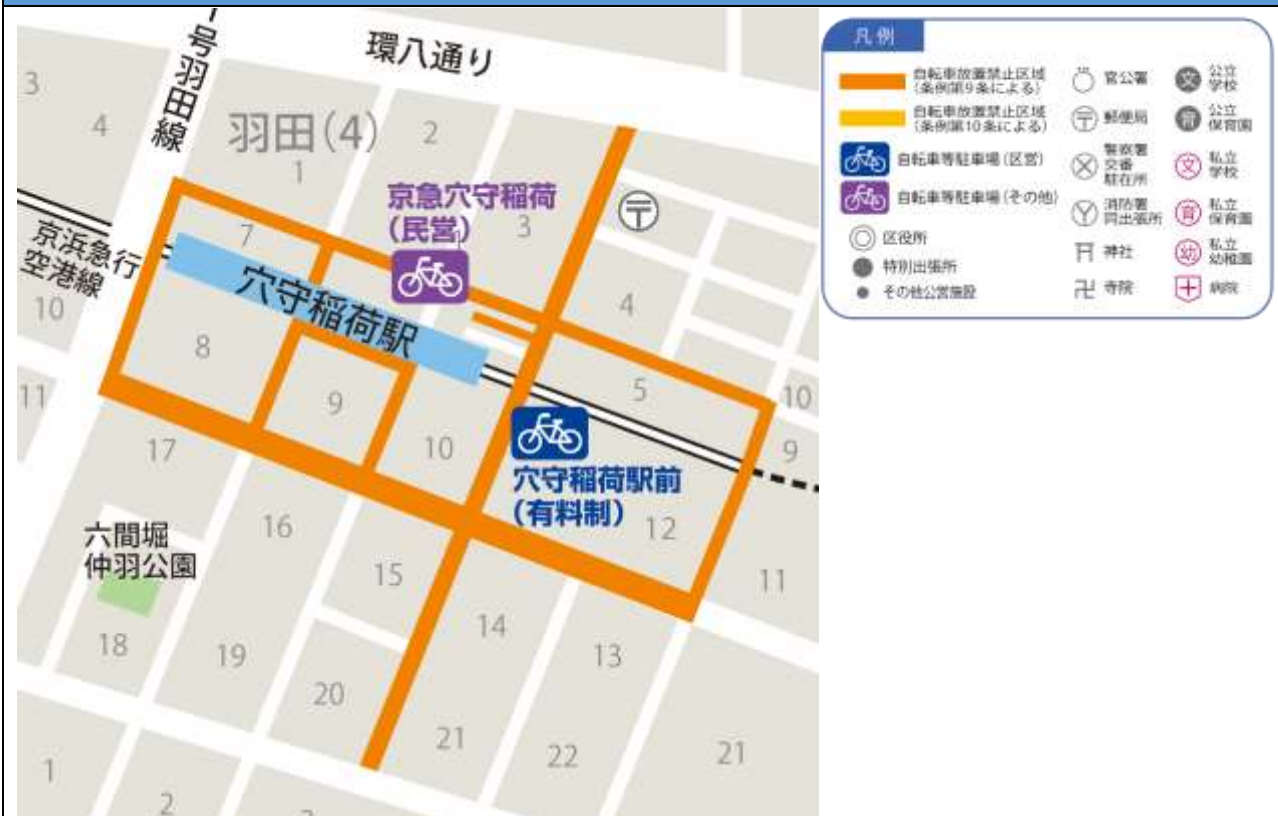 環八通り
1号羽田線
羽田(4)
3
4
1
2
京急穴守稲荷
(民営)
3
7
京浜急行
空港線
穴守稲荷駅
10
8
4
5
11
9
10
10
9
17
穴守稲荷駅前
(有料制)
12
六間堀
仲羽公園
16
15
11
14
13
18
19
20
21
22
21
1
2
凡例
自転車放置禁止区域
(条例第9条による)
自転車放置禁止区域
(条例第10条による)
自転車等駐車場(区営)
自転車等駐車場(その他)
区役所
特別出張所
その他公営施設
官公署
郵便局
警察署
交番
駐在所
消防署
同出張所
神社
寺院
文
公立
学校
育
公立
保育園
文
私立
学校
育
私立
保育園
幼
私立
幼稚園
病院